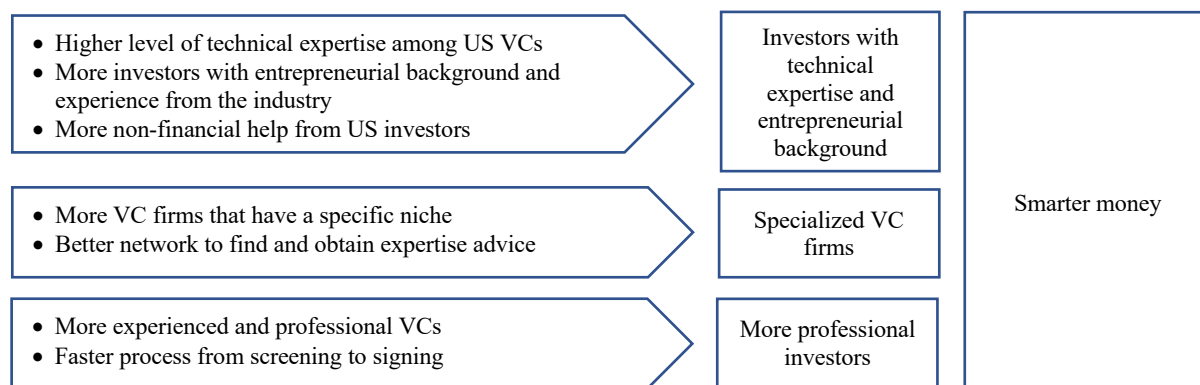 • Higher level of technical expertise among US VCs
• More investors with entrepreneurial background and
experience from the industry
• More non-financial help from US investors
Investors with
technical
expertise and
entrepreneurial
background
• More VC firms that have a specific niche
• Better network to find and obtain expertise advice
Specialized VC
firms
• More experienced and professional VCs
• Faster process from screening to signing
More professional
investors
Smarter money